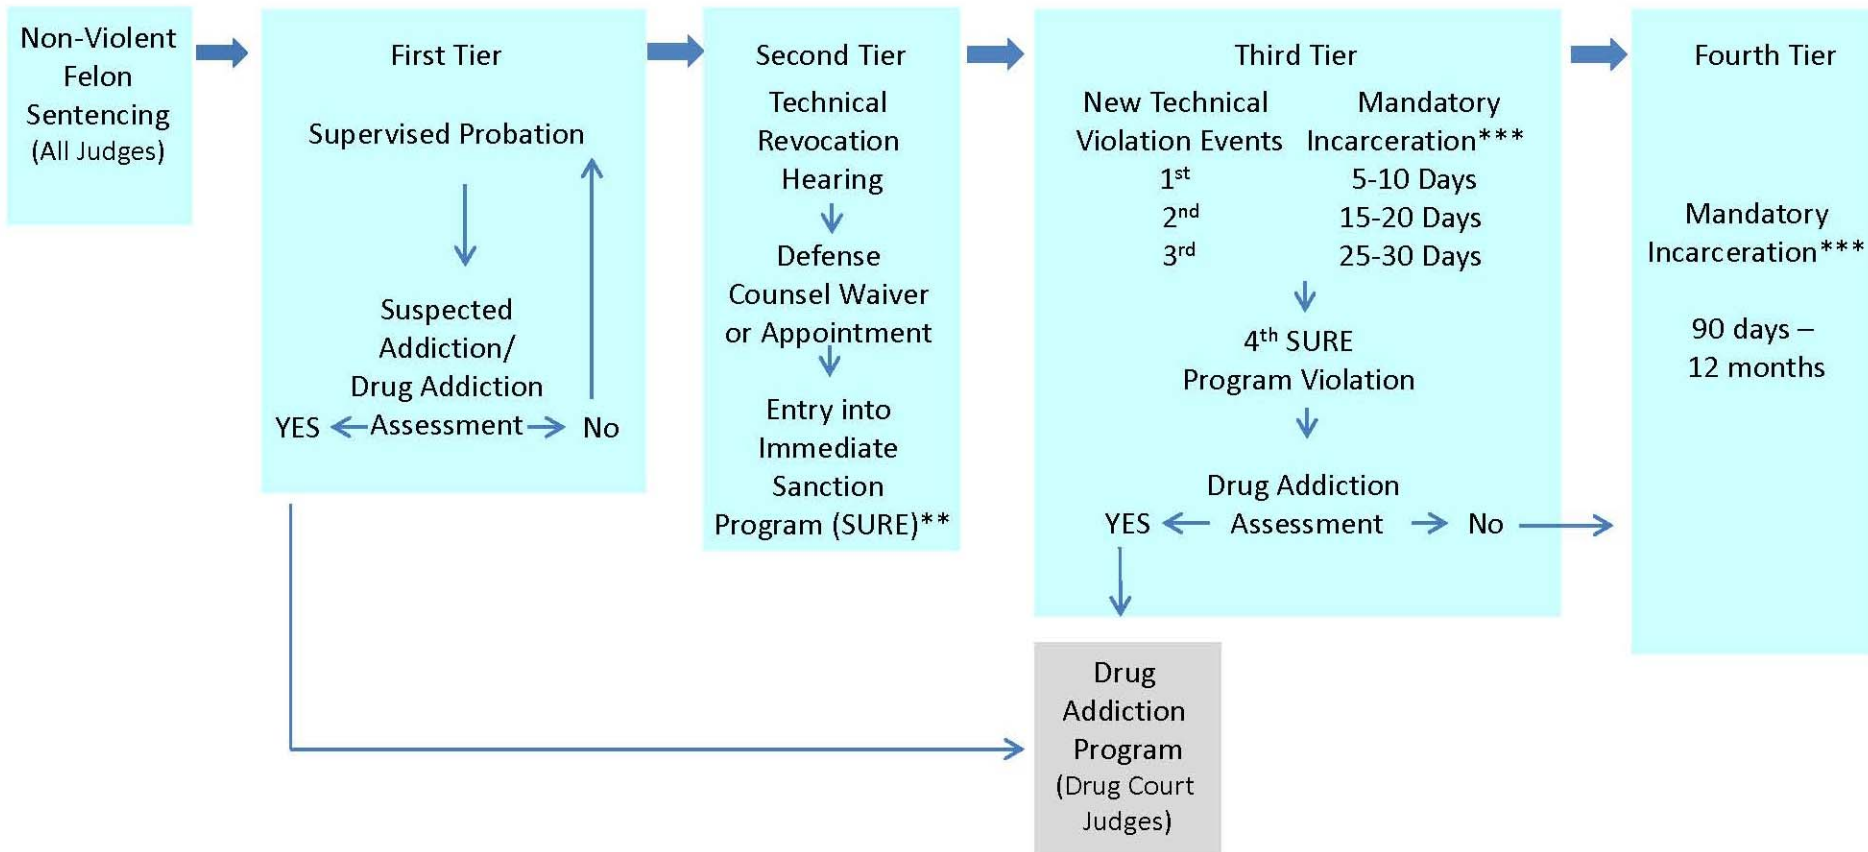 Non-Violent
Felon
Sentencing
(All Judges)
First Tier
Supervised Probation
Suspected
Addiction/
Drug Addiction
YES Assessment No
Second Tier
Technical
Revocation
Hearing
Defense
Counsel Waiver
or Appointment
Entry into
Immediate
Sanction
Program (SURE)**
Third Tier
New Technical Mandatory
Violation Events Incarceration***
1st 5-10 Days
2nd 15-20 Days
3rd 25-30 Days
4th SURE
Program Violation
Drug Addiction
YES Assessment No
Fourth Tier
Mandatory
Incarceration***
90 days –
12 months
Drug
Addiction
Program
(Drug Court
Judges)